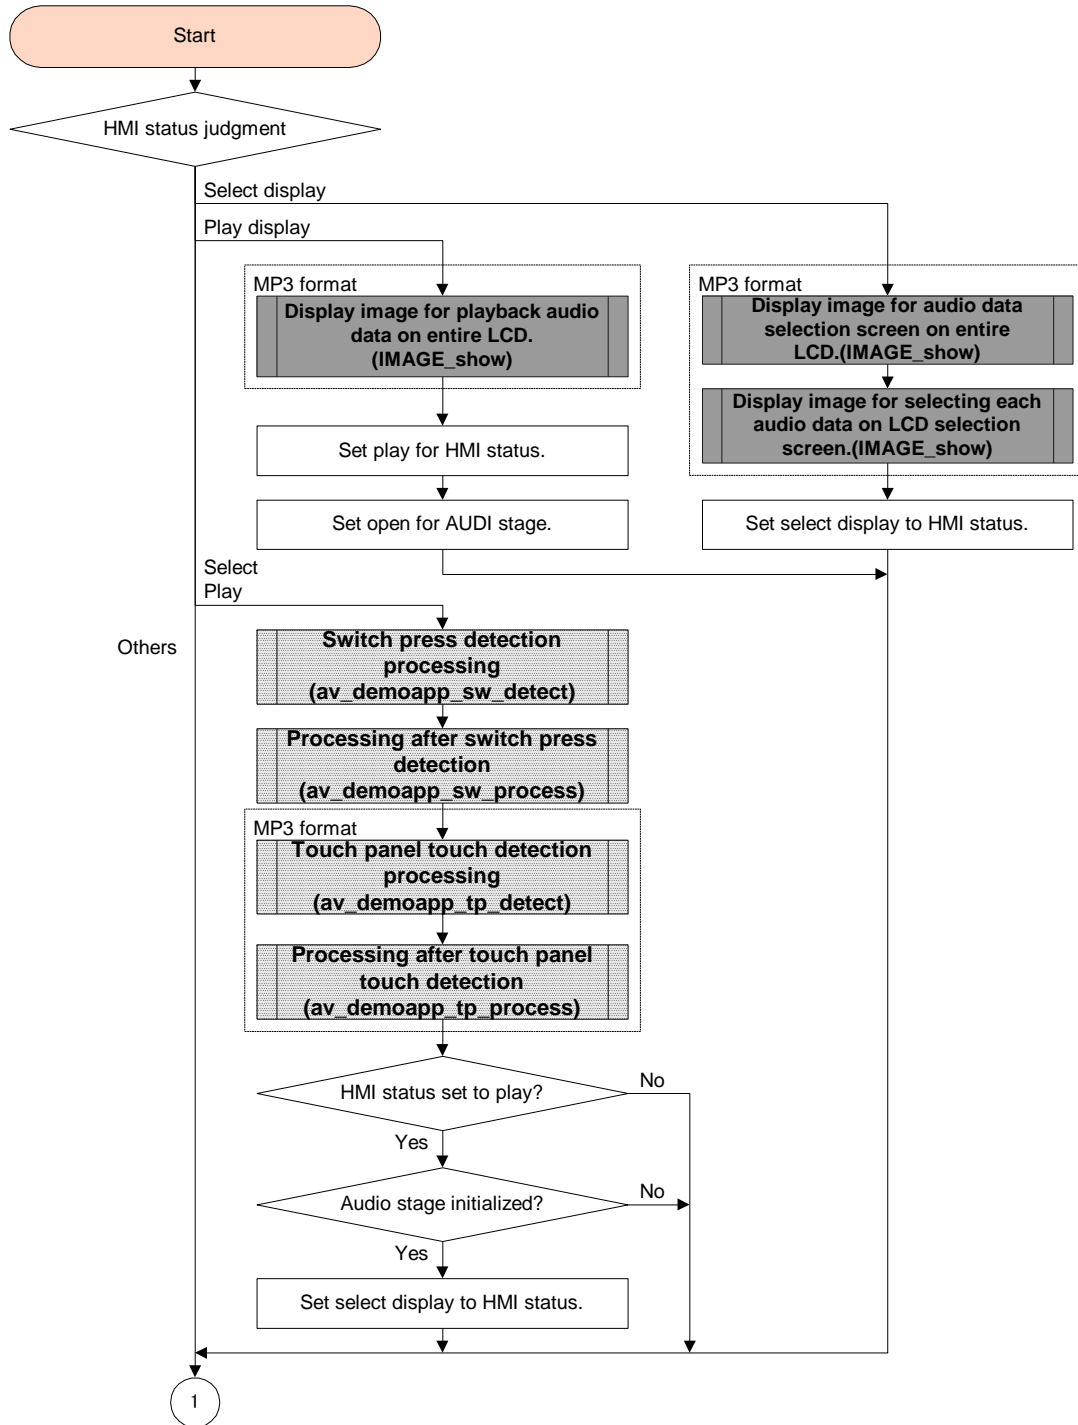 Start
HMI status judgment
Select display
Play display
MP3 format
Display image for playback audio
data on entire LCD.
(IMAGE_show)
Set play for HMI status.
Set open for AUDI stage.
MP3 format
Display image for audio data
selection screen on entire
LCD.(IMAGE_show)
Display image for selecting each
audio data on LCD selection
screen.(IMAGE_show)
Set select display to HMI status.
Select
Play
Others
Switch press detection
processing
(av_demoapp_sw_detect)
Processing after switch press
detection
(av_demoapp_sw_process)
MP3 format
Touch panel touch detection
processing
(av_demoapp_tp_detect)
Processing after touch panel
touch detection
(av_demoapp_tp_process)
HMI status set to play?
No
Yes
Audio stage initialized?
No
Yes
Set select display to HMI status.
1